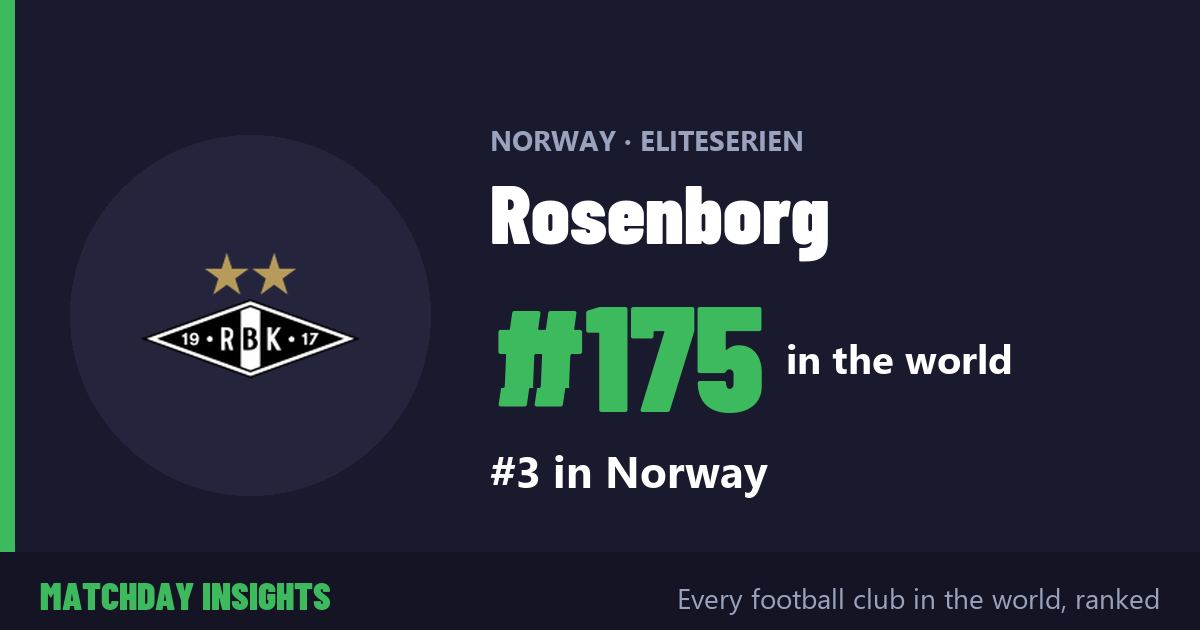 NORWAY · ELITESERIEN
Rosenborg
19 · RBK · 17
#175 in the world
#3 in Norway
MATCHDAY INSIGHTS
Every football club in the world, ranked